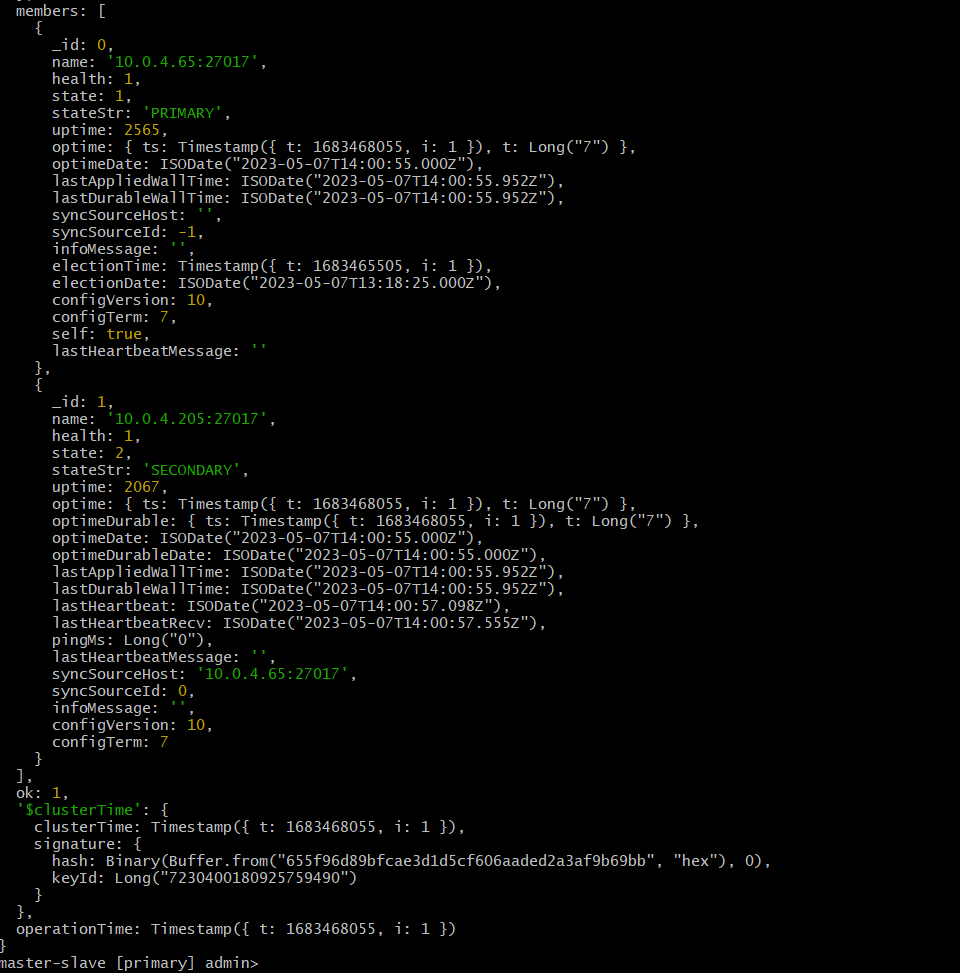 members: [
{
_id: 0,
name: '10.0.4.65:27017',
health: 1,
state: 1,
stateStr: 'PRIMARY',
uptime: 2565,
optime: { ts: Timestamp({ t: 1683468055, i: 1 }), t: Long("7") },
optimeDate: ISODate("2023-05-07T14:00:55.000Z"),
lastAppliedWallTime: ISODate("2023-05-07T14:00:55.952Z"),
lastDurableWallTime: ISODate("2023-05-07T14:00:55.952Z"),
syncSourceHost: '',
syncSourceId: -1,
infoMessage: '',
electionTime: Timestamp({ t: 1683465505, i: 1 }),
electionDate: ISODate("2023-05-07T13:18:25.000Z"),
configVersion: 10,
configTerm: 7,
self: true,
lastHeartbeatMessage: ''
},
{
_id: 1,
name: '10.0.4.205:27017',
health: 1,
state: 2,
stateStr: 'SECONDARY',
uptime: 2067,
optime: { ts: Timestamp({ t: 1683468055, i: 1 }), t: Long("7") },
optimeDurable: { ts: Timestamp({ t: 1683468055, i: 1 }), t: Long("7") },
optimeDate: ISODate("2023-05-07T14:00:55.000Z"),
optimeDurableDate: ISODate("2023-05-07T14:00:55.000Z"),
lastAppliedWallTime: ISODate("2023-05-07T14:00:55.952Z"),
lastDurableWallTime: ISODate("2023-05-07T14:00:55.952Z"),
lastHeartbeat: ISODate("2023-05-07T14:00:57.098Z"),
lastHeartbeatRecv: ISODate("2023-05-07T14:00:57.555Z"),
pingMs: Long("0"),
lastHeartbeatMessage: '',
syncSourceHost: '10.0.4.65:27017',
syncSourceId: 0,
infoMessage: '',
configVersion: 10,
configTerm: 7
}
],
ok: 1,
'$clusterTime': {
clusterTime: Timestamp({ t: 1683468055, i: 1 }),
signature: {
hash: Binary(Buffer.from("655f96d89bfcae3d1d5cf606aaded2a3af9b69bb", "hex"), 0),
keyId: Long("7230400180925759490")
}
},
operationTime: Timestamp({ t: 1683468055, i: 1 })
}
master-slave [primary] admin>